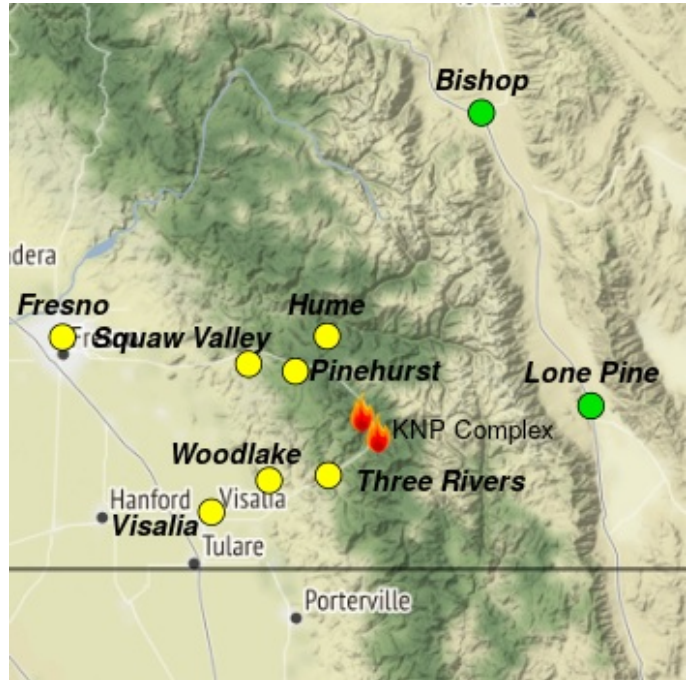 Bishop
dera
Fresno
Hume
Squaw Valley
Pinehurst
Lone Pine
KNP Complex
Woodlake
Three Rivers
Hanford
Visalia
Visalia
Tulare
Porterville